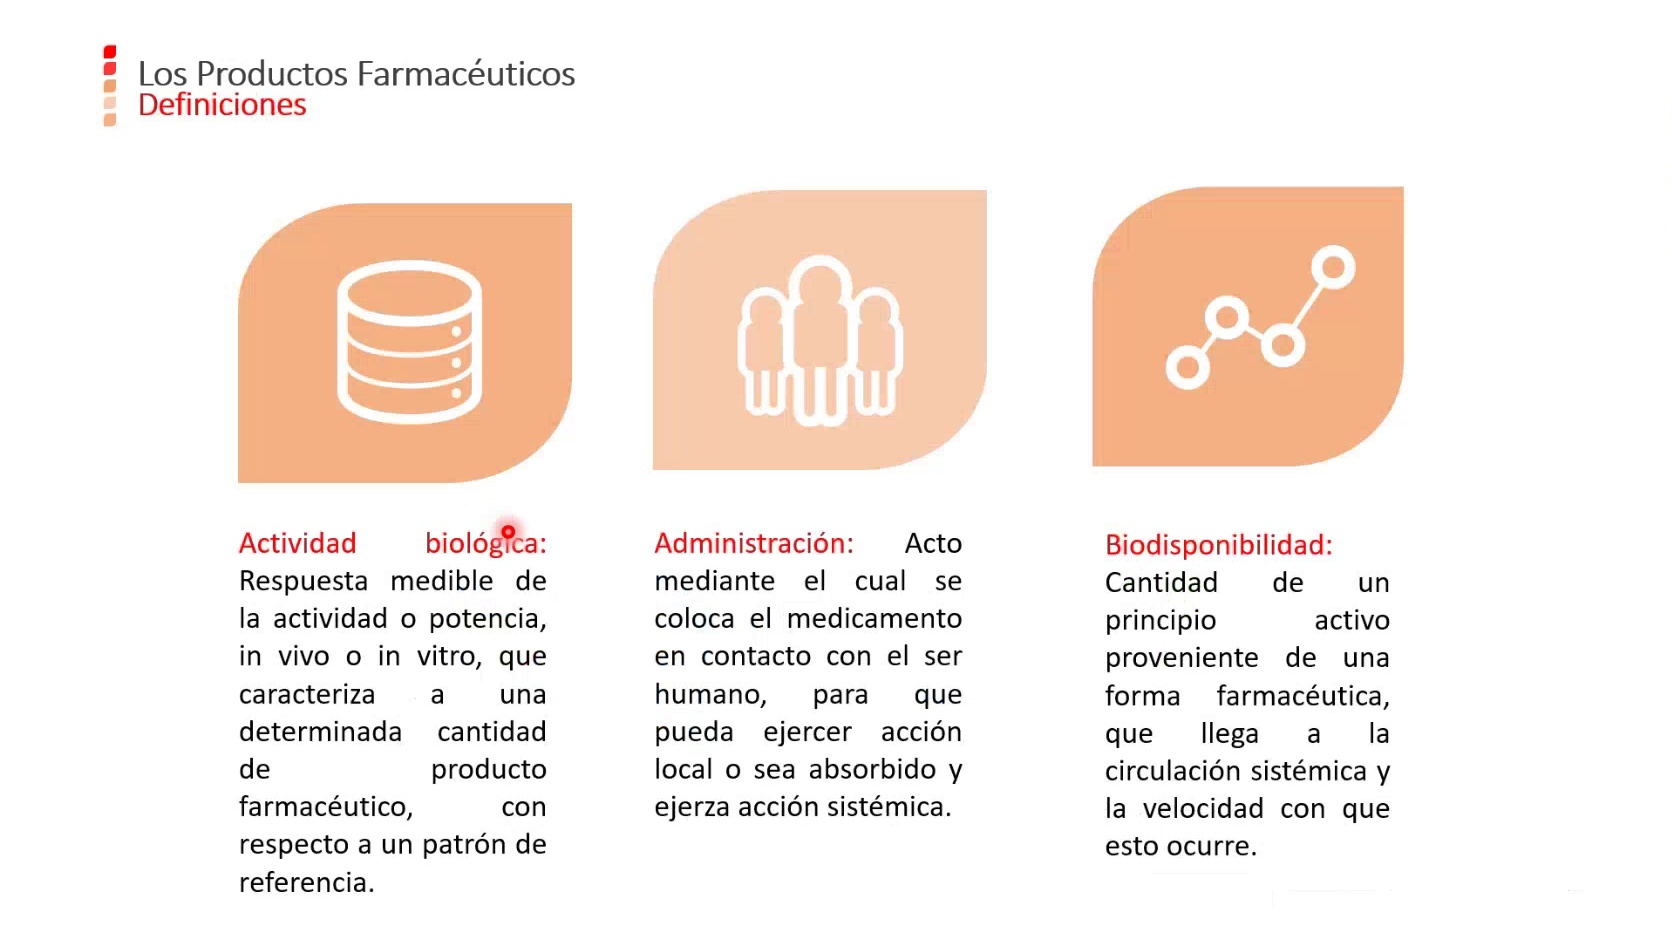 Los Productos Farmacéuticos
Definiciones
Actividad biológica:
Respuesta medible de
la actividad o potencia,
in vivo o in vitro, que
caracteriza a una
determinada cantidad
de producto
farmacéutico, con
respecto a un patrón de
referencia.
Administración: Acto
mediante el cual se
coloca el medicamento
en contacto con el ser
humano, para que
pueda ejercer acción
local o sea absorbido y
ejerza acción sistémica.
Biodisponibilidad:
Cantidad de un
principio activo
proveniente de una
forma farmacéutica,
que llega a la
circulación sistémica y
la velocidad con que
esto ocurre.